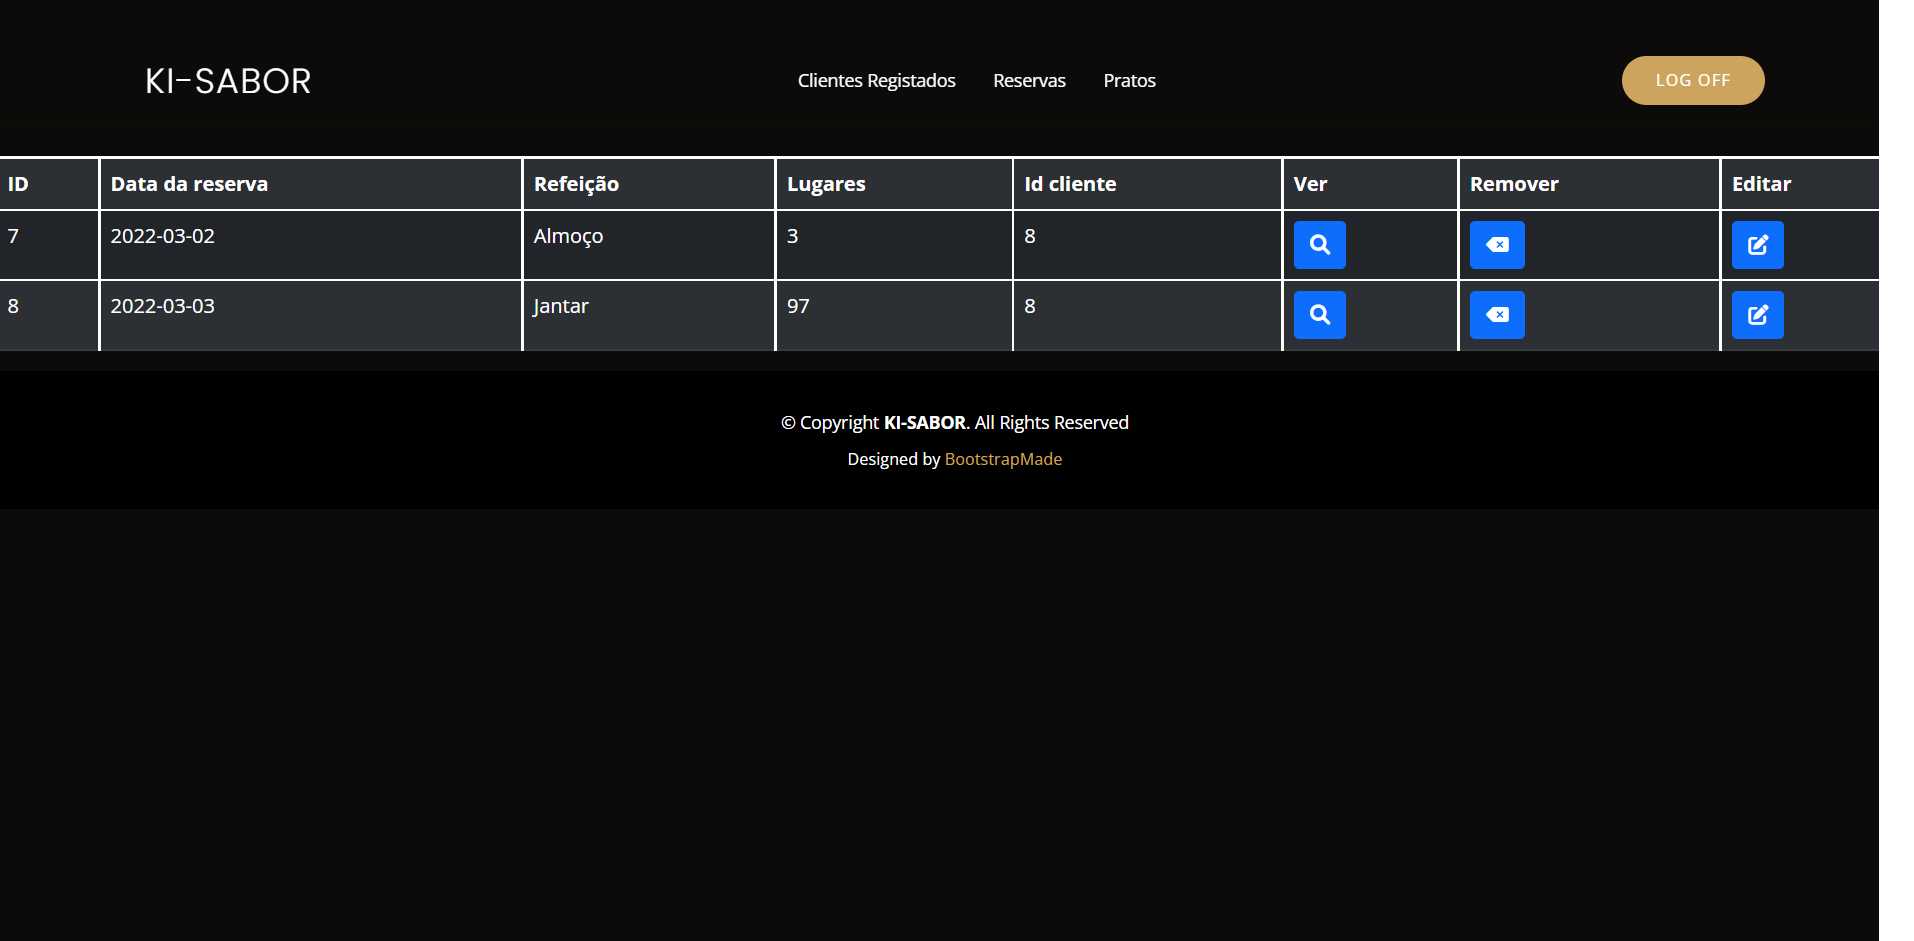 KI-SABOR
Clientes Registados Reservas Pratos
LOG OFF
ID Data da reserva Refeição Lugares Id cliente Ver Remover Editar
7 2022-03-02 Almoço 3 8
8 2022-03-03 Jantar 97 8
© Copyright KI-SABOR. All Rights Reserved
Designed by BootstrapMade